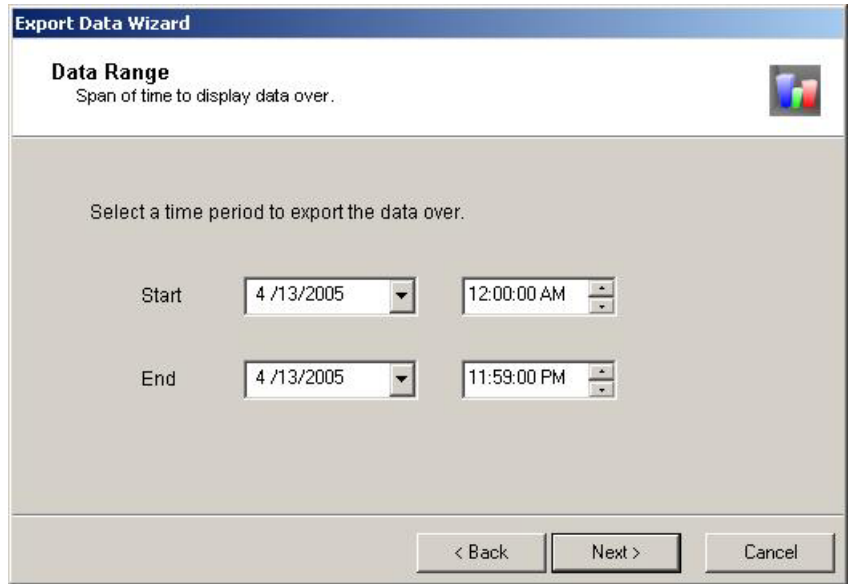 Export Data Wizard
Data Range
Span of time to display data over.
Select a time period to export the data over.
Start 4 /13/2005 12:00:00 AM
End 4 /13/2005 11:59:00 PM
< Back Next > Cancel